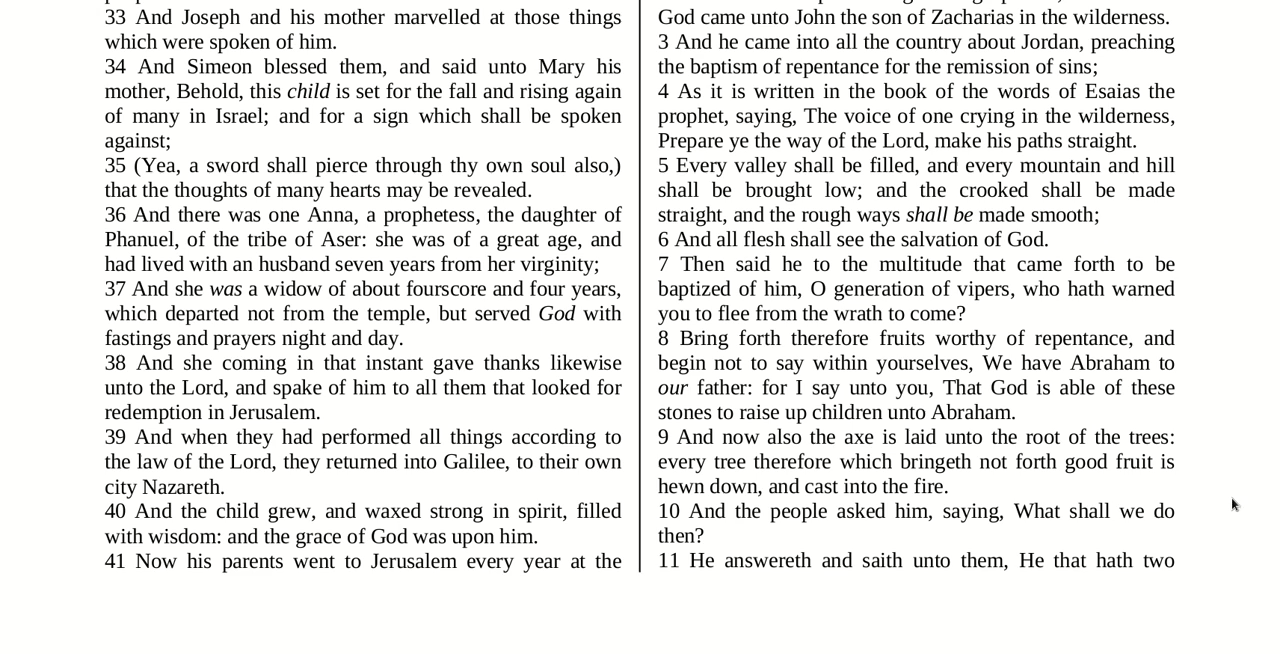 33 And Joseph and his mother marvelled at those things
which were spoken of him.
34 And Simeon blessed them, and said unto Mary his
mother, Behold, this child is set for the fall and rising again
of many in Israel; and for a sign which shall be spoken
against;
35 (Yea, a sword shall pierce through thy own soul also,)
that the thoughts of many hearts may be revealed.
36 And there was one Anna, a prophetess, the daughter of
Phanuel, of the tribe of Aser: she was of a great age, and
had lived with an husband seven years from her virginity;
37 And she was a widow of about fourscore and four years,
which departed not from the temple, but served God with
fastings and prayers night and day.
38 And she coming in that instant gave thanks likewise
unto the Lord, and spake of him to all them that looked for
redemption in Jerusalem.
39 And when they had performed all things according to
the law of the Lord, they returned into Galilee, to their own
city Nazareth.
40 And the child grew, and waxed strong in spirit, filled
with wisdom: and the grace of God was upon him.
41 Now his parents went to Jerusalem every year at the
God came unto John the son of Zacharias in the wilderness.
3 And he came into all the country about Jordan, preaching
the baptism of repentance for the remission of sins;
4 As it is written in the book of the words of Esaias the
prophet, saying, The voice of one crying in the wilderness,
Prepare ye the way of the Lord, make his paths straight.
5 Every valley shall be filled, and every mountain and hill
shall be brought low; and the crooked shall be made
straight, and the rough ways shall be made smooth;
6 And all flesh shall see the salvation of God.
7 Then said he to the multitude that came forth to be
baptized of him, O generation of vipers, who hath warned
you to flee from the wrath to come?
8 Bring forth therefore fruits worthy of repentance, and
begin not to say within yourselves, We have Abraham to
our father: for I say unto you, That God is able of these
stones to raise up children unto Abraham.
9 And now also the axe is laid unto the root of the trees:
every tree therefore which bringeth not forth good fruit is
hewn down, and cast into the fire.
10 And the people asked him, saying, What shall we do
then?
11 He answereth and saith unto them, He that hath two